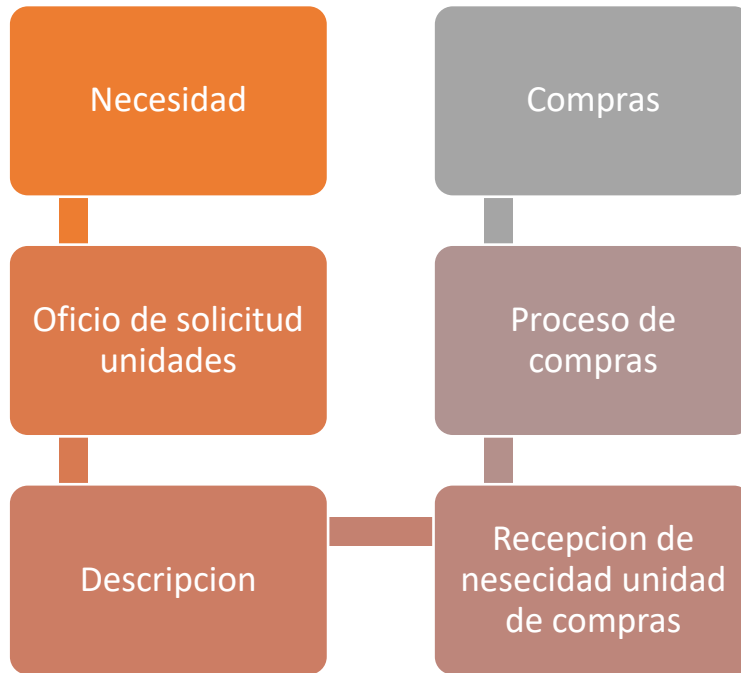 Necesidad
Oficio de solicitud
unidades
Descripcion
Recepcion de
nesecidad unidad
de compras
Proceso de
compras
Compras